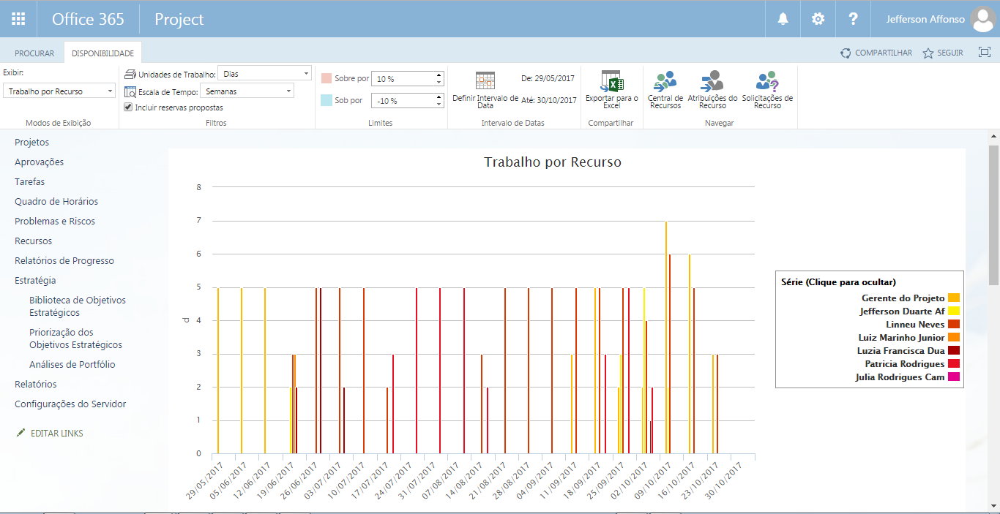 Office 365
Project
Jefferson Affonso
PROCURAR
DISPONIBILIDADE
COMPARTILHAR
SEGUIR
Exibir:
Trabalho por Recurso
Modos de Exibição
Unidades de Trabalho: Dias
Escala de Tempo: Semanas
Incluir reservas propostas
Filtros
Sobre por 10 %
Sob por -10 %
Limites
Definir Intervalo de
Data
De: 29/05/2017
Até: 30/10/2017
Intervalo de Datas
Exportar para o
Excel
Compartilhar
Central de
Recursos
Atribuições do
Recurso
Solicitações de
Recurso
Navegar
Projetos
Aprovações
Tarefas
Quadro de Horários
Problemas e Riscos
Recursos
Relatórios de Progresso
Estratégia
Biblioteca de Objetivos
Estratégicos
Priorização dos
Objetivos Estratégicos
Análises de Portfólio
Relatórios
Configurações do Servidor
EDITAR LINKS
Trabalho por Recurso
8
7
6
5
4
3
2
1
0
d
29/05/2017
05/06/2017
12/06/2017
19/06/2017
26/06/2017
03/07/2017
10/07/2017
17/07/2017
24/07/2017
31/07/2017
07/08/2017
14/08/2017
21/08/2017
28/08/2017
04/09/2017
11/09/2017
18/09/2017
25/09/2017
02/10/2017
09/10/2017
16/10/2017
23/10/2017
30/10/2017
Série (Clique para ocultar)
Gerente do Projeto
Jefferson Duarte Af
Linneu Neves
Luiz Marinho Junior
Luzia Francisca Dua
Patricia Rodrigues
Julia Rodrigues Cam